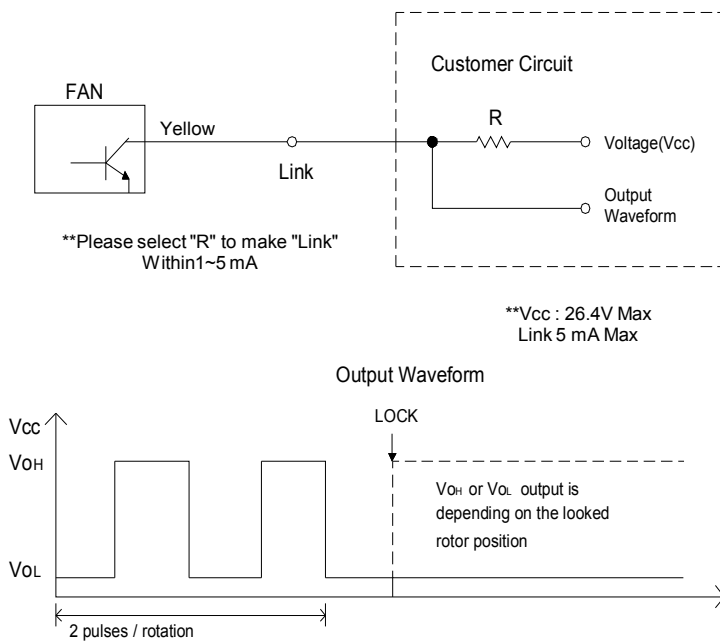 Customer Circuit
FAN
R
Yellow
Voltage(Vcc)
Link
Output
Waveform
**Please select "R" to make "Link"
Within1~5 mA
**Vcc : 26.4V Max
Link 5 mA Max
Output Waveform
LOCK
Vcc
VOH
VOH or VOL output is
depending on the looked
rotor position
VOL
2 pulses / rotation